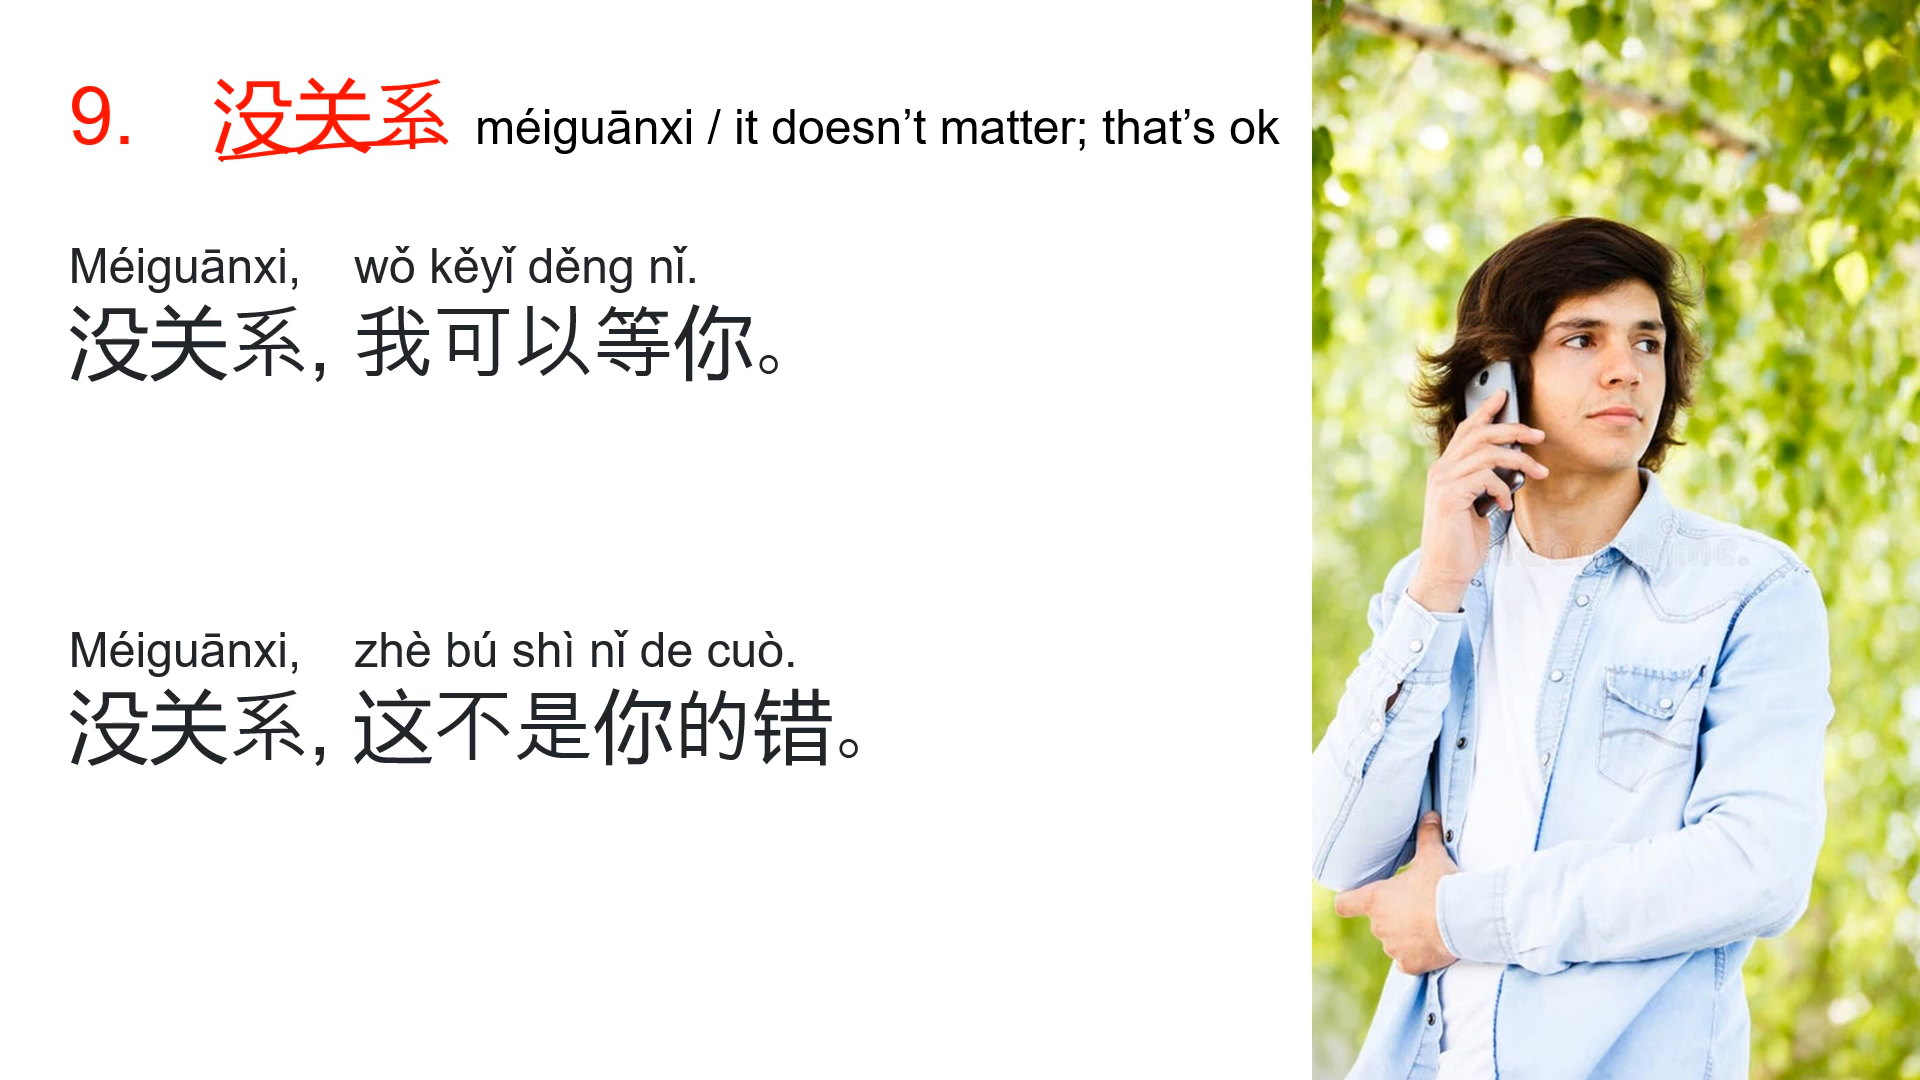 9. 没关系 méiguānxi / it doesn’t matter; that’s ok
Méiguānxi, wǒ kěyǐ děng nǐ.
没关系, 我可以等你。
Méiguānxi, zhè bú shì nǐ de cuò.
没关系, 这不是你的错。